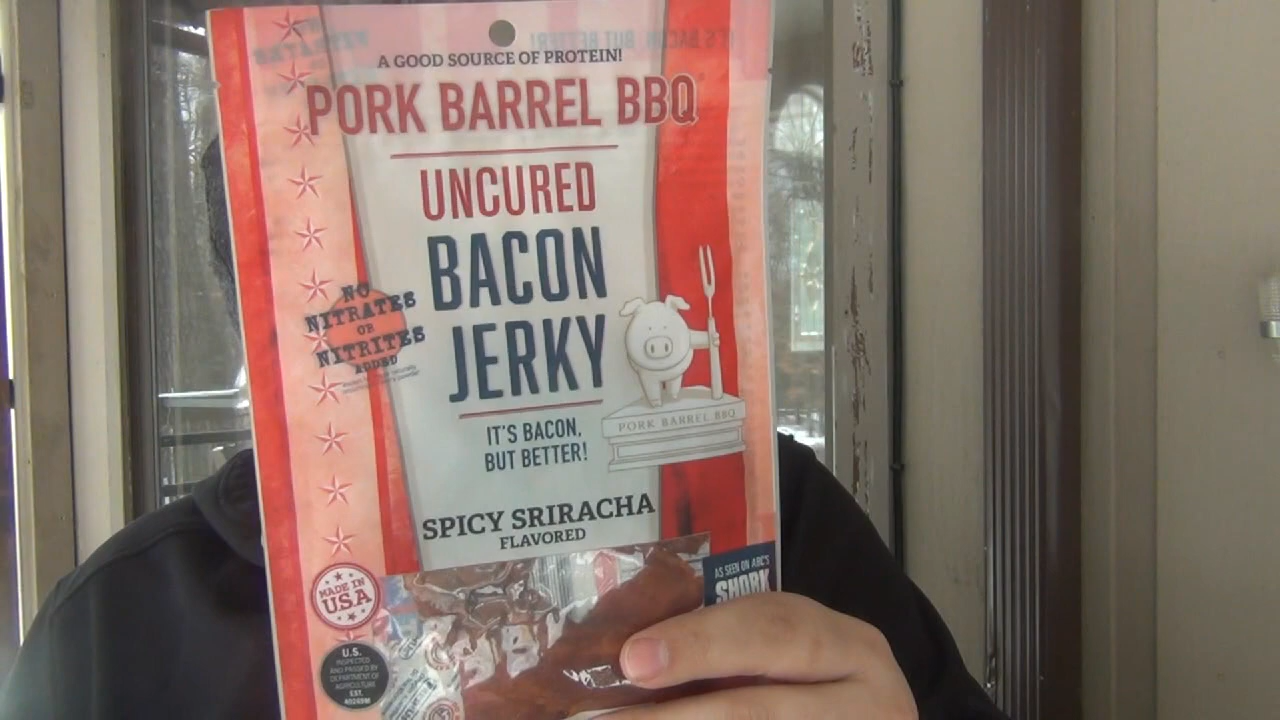 A GOOD SOURCE OF PROTEIN!
PORK BARREL BBQ
UNCURED
BACON
JERKY
NO
NITRATES
OR
NITRITES
ADDED
PORK BARREL BBQ
IT'S BACON,
BUT BETTER!
SPICY SRIRACHA
FLAVORED
AS SEEN ON ABC'S
SHARK
MADE IN
USA
U.S.
INSPECTED
AND PASSED BY
DEPARTMENT OF
AGRICULTURE
EST.